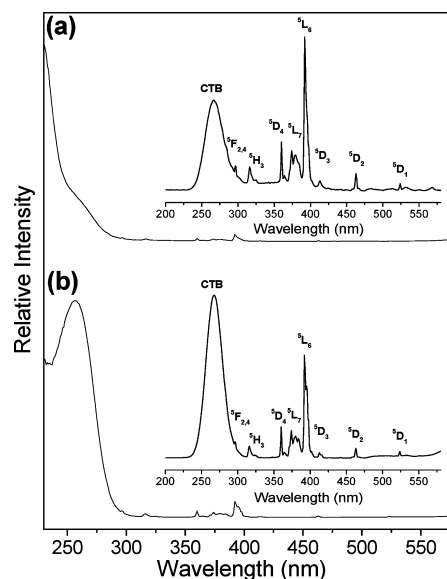 (a)
⁵L₆
CTB
⁵D₄
⁵L₇
⁵F₂,₄
⁵H₃
⁵D₃
⁵D₂
⁵D₁
200 250 300 350 400 450 500 550
Wavelength (nm)
Relative Intensity
(b)
CTB
⁵L₆
⁵F₂,₄
⁵H₃
⁵D₄
⁵L₇
⁵D₃
⁵D₂
⁵D₁
200 250 300 350 400 450 500 550
Wavelength (nm)
250 300 350 400 450 500 550
Wavelength (nm)